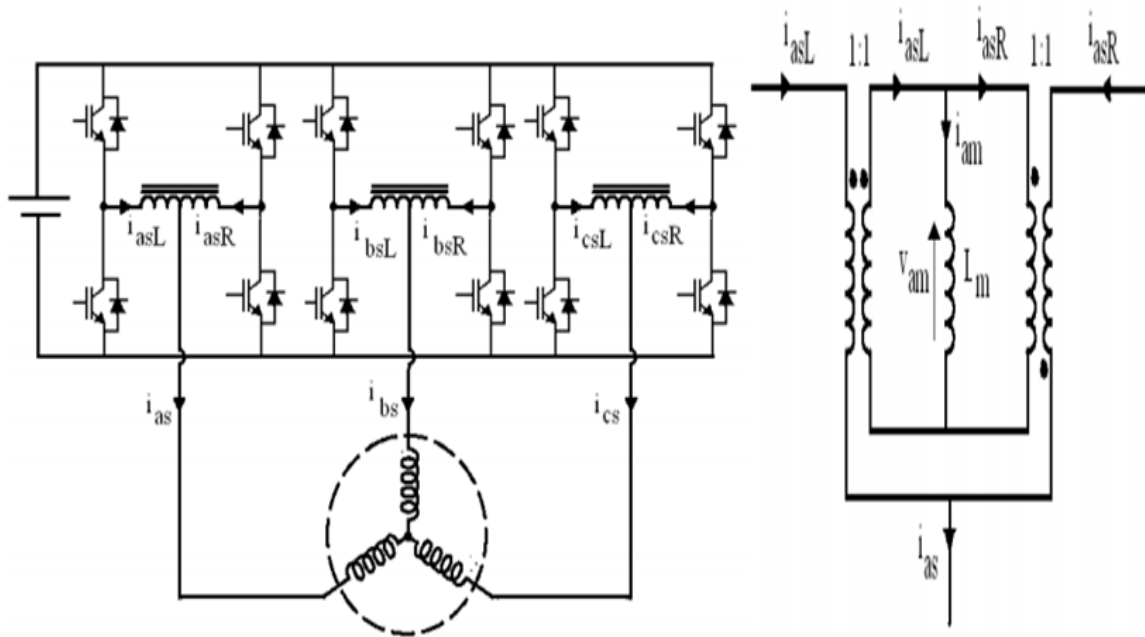 i_asL 1:1 i_asL i_asR 1:1 i_asR
i_am
i_asL i_asR i_bsL i_bsR i_csL i_csR
V_am L_m
i_as i_bs i_cs
i_as